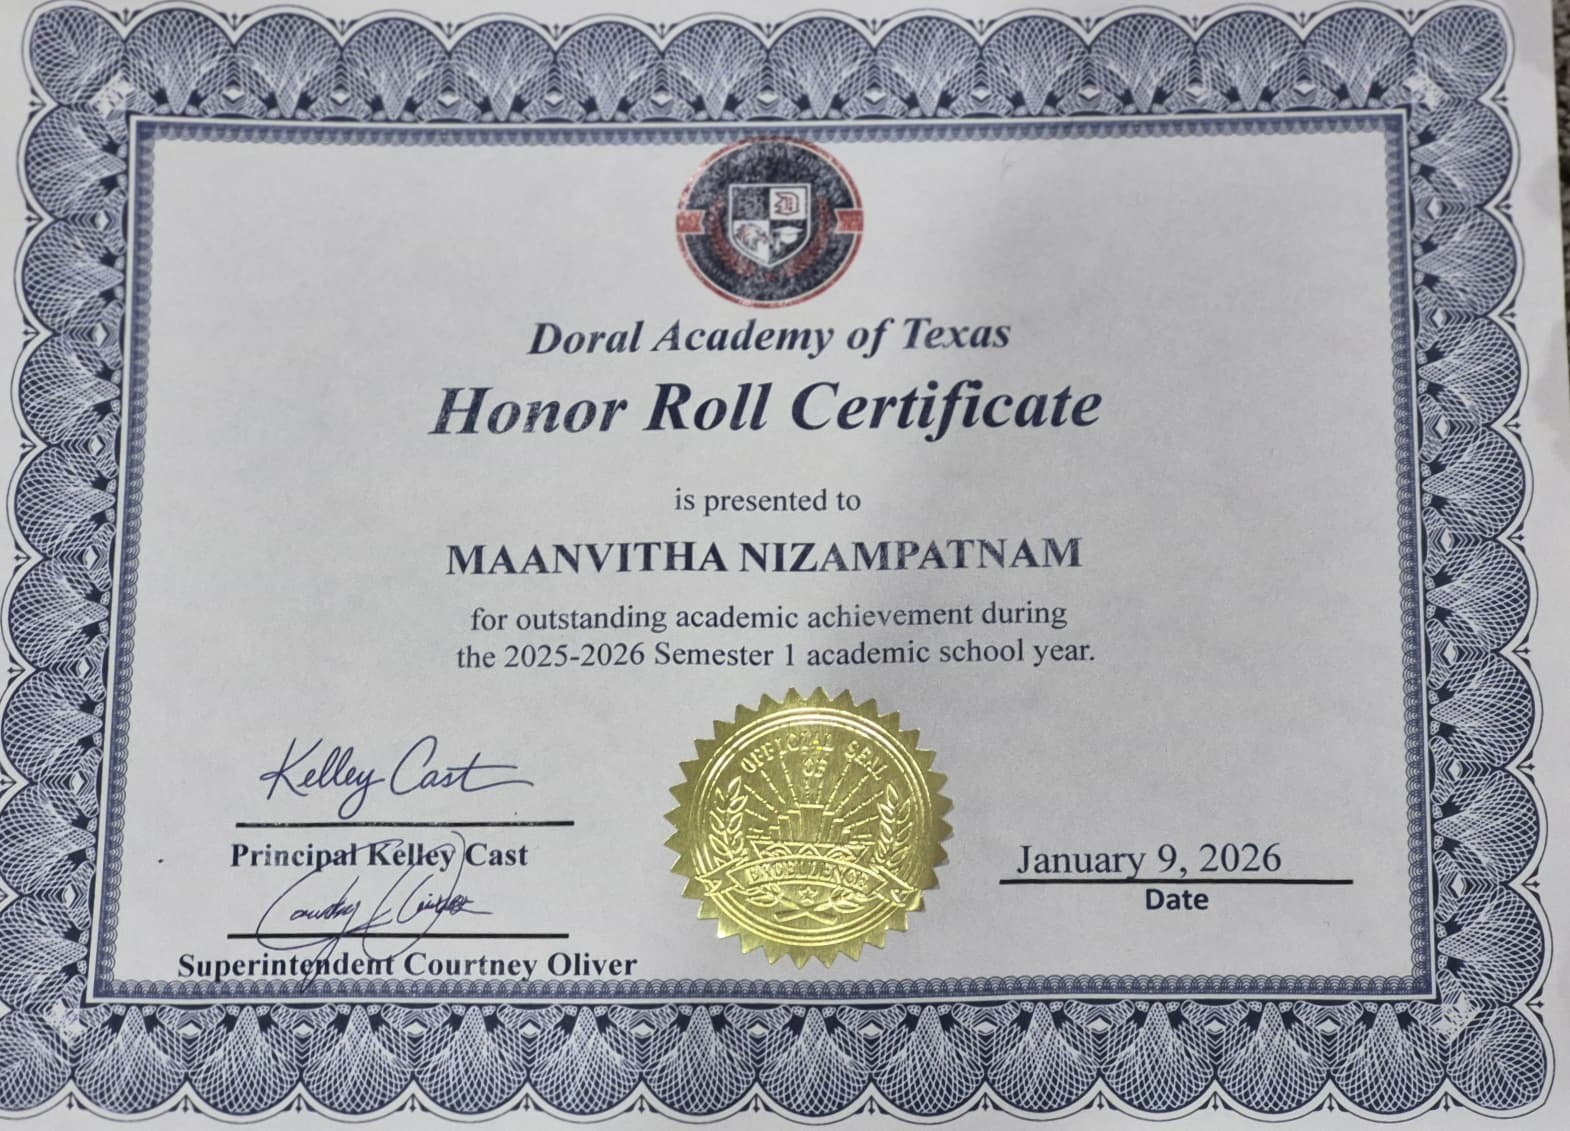 Doral Academy of Texas
Honor Roll Certificate
is presented to
MAANVITHA NIZAMPATNAM
for outstanding academic achievement during
the 2025-2026 Semester 1 academic school year.
Kelley Cast
Principal Kelley Cast
Superintendent Courtney Oliver
OFFICIAL SEAL
OF
EXCELLENCE
January 9, 2026
Date